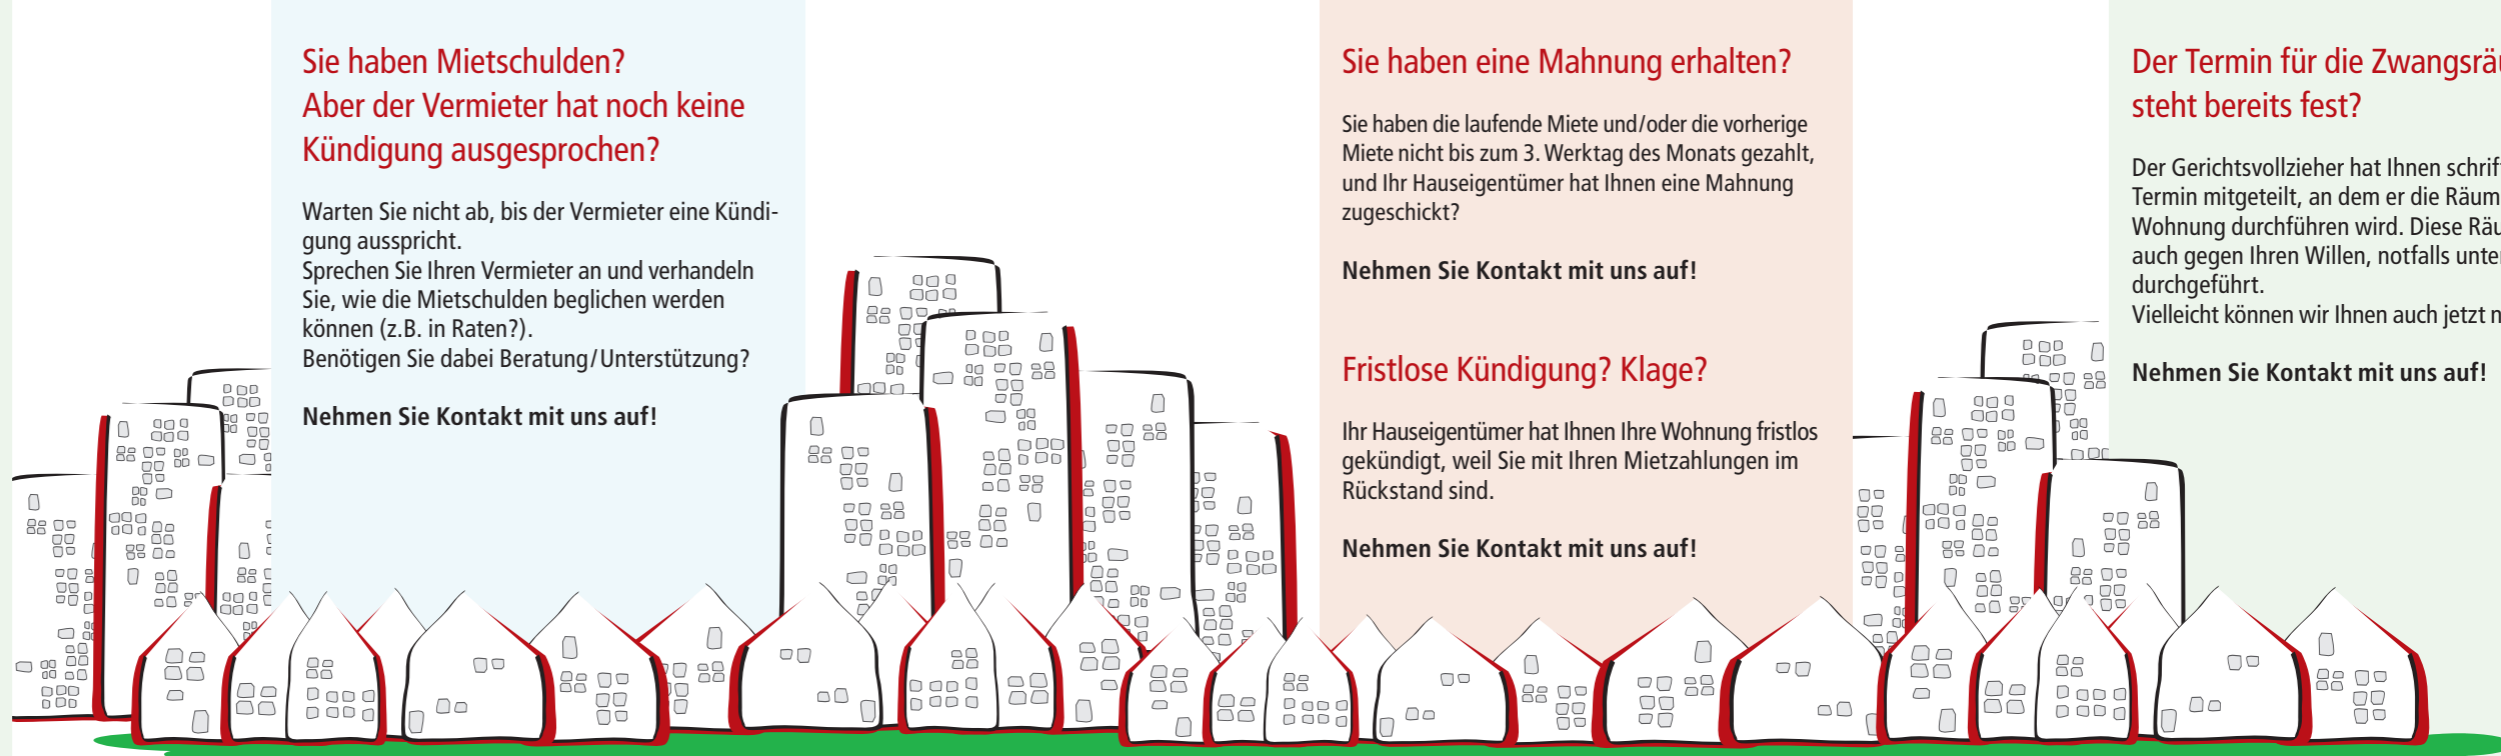 Sie haben Mietschulden?
Aber der Vermieter hat noch keine
Kündigung ausgesprochen?
Warten Sie nicht ab, bis der Vermieter eine Kündi-
gung ausspricht.
Sprechen Sie Ihren Vermieter an und verhandeln
Sie, wie die Mietschulden beglichen werden
können (z.B. in Raten?).
Benötigen Sie dabei Beratung/Unterstützung?
Nehmen Sie Kontakt mit uns auf!
Sie haben eine Mahnung erhalten?
Sie haben die laufende Miete und/oder die vorherige
Miete nicht bis zum 3. Werktag des Monats gezahlt,
und Ihr Hauseigentümer hat Ihnen eine Mahnung
zugeschickt?
Nehmen Sie Kontakt mit uns auf!
Fristlose Kündigung? Klage?
Ihr Hauseigentümer hat Ihnen Ihre Wohnung fristlos
gekündigt, weil Sie mit Ihren Mietzahlungen im
Rückstand sind.
Nehmen Sie Kontakt mit uns auf!
Der Termin für die
steht bereits fest?
Der Gerichtsvollzieher hat Ihnen
Termin mitgeteilt, an dem er die
Wohnung durchführen wird. Diese
auch gegen Ihren Willen, notfalls
durchgeführt.
Vielleicht können wir Ihnen auch jetzt
Nehmen Sie Kontakt mit uns auf!